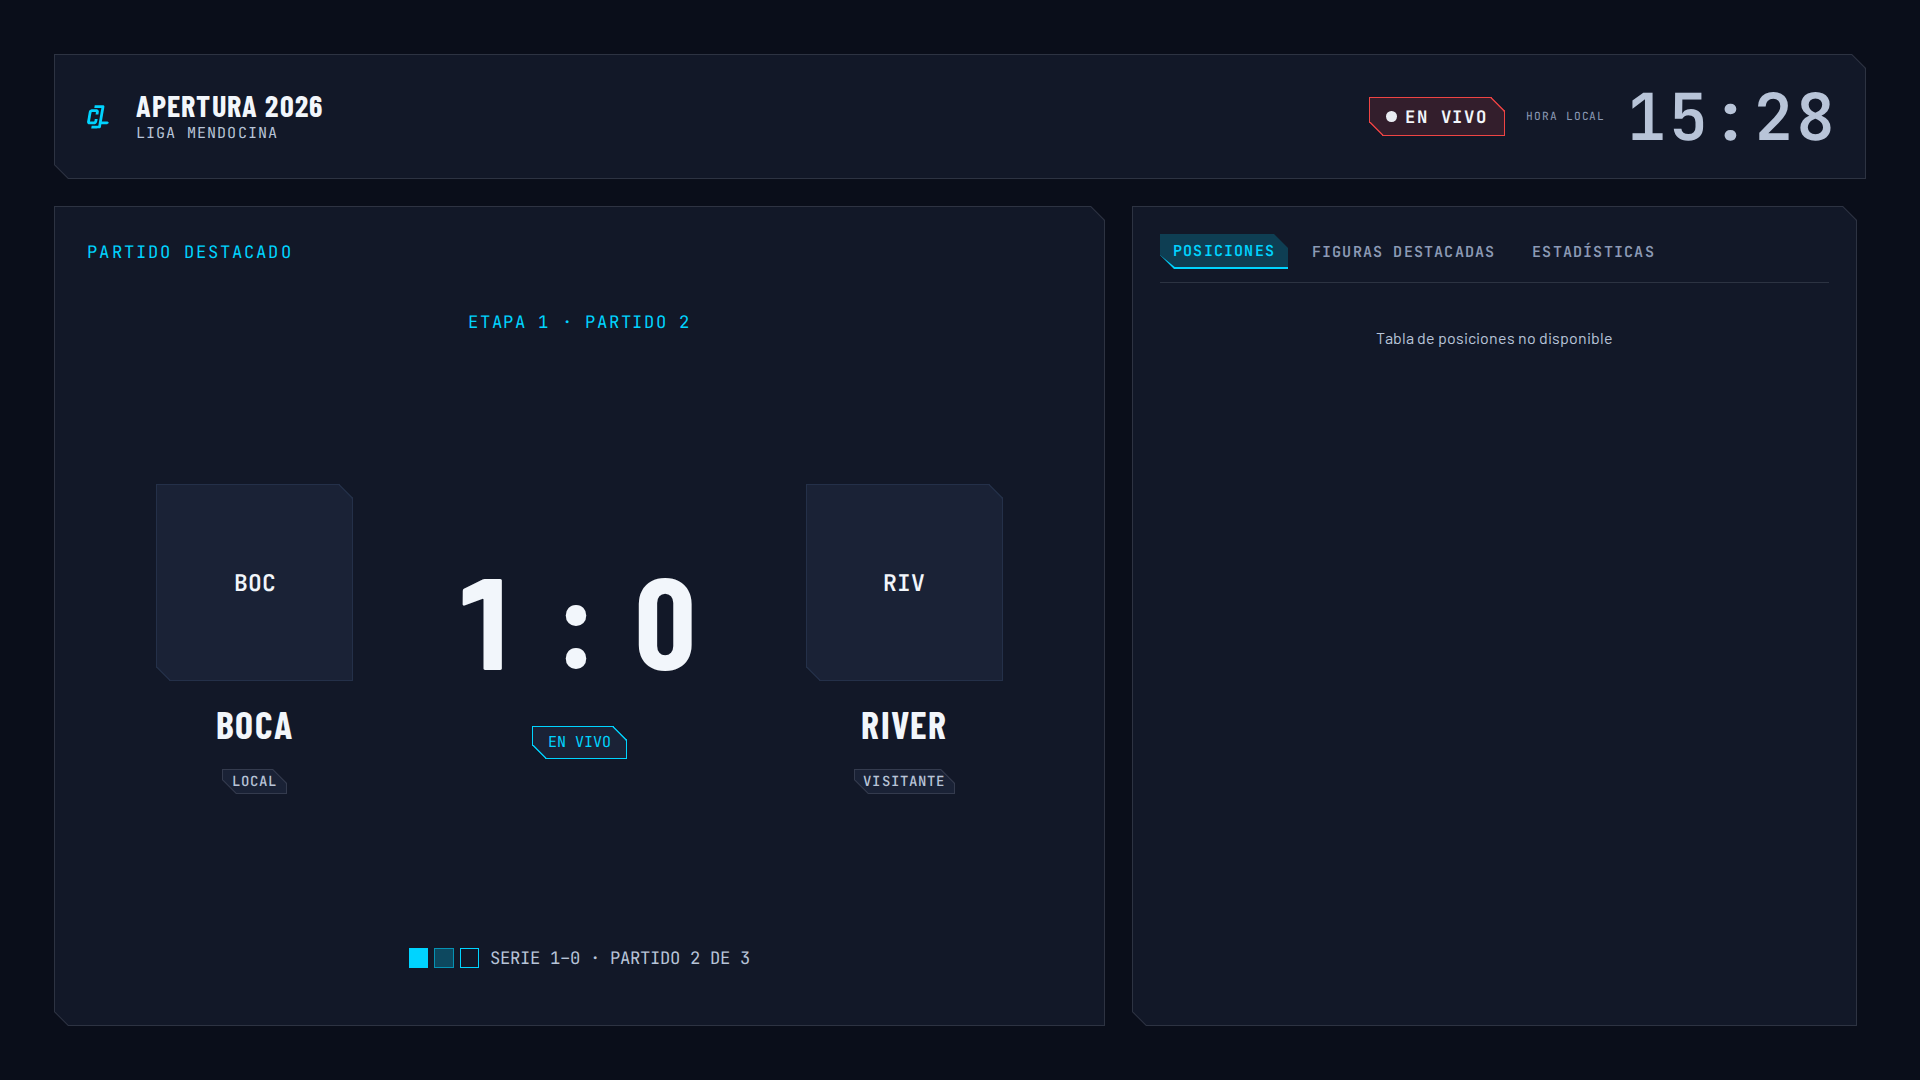 APERTURA 2026
LIGA MENDOCINA
EN VIVO
HORA LOCAL
15:28
PARTIDO DESTACADO
ETAPA 1 · PARTIDO 2
BOC
1 : 0
RIV
BOCA
RIVER
EN VIVO
LOCAL
VISITANTE
SERIE 1–0 · PARTIDO 2 DE 3
POSICIONES
FIGURAS DESTACADAS
ESTADÍSTICAS
Tabla de posiciones no disponible